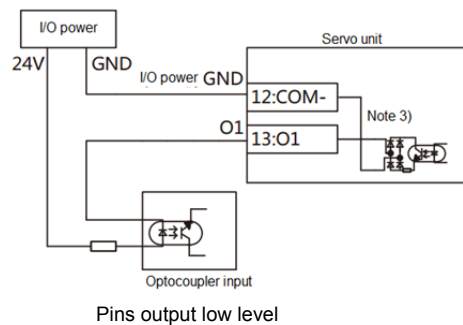 I/O power
Servo unit
24V
GND
I/O power GND
12:COM-
Note 3)
O1
13:O1
Optocoupler input
Pins output low level